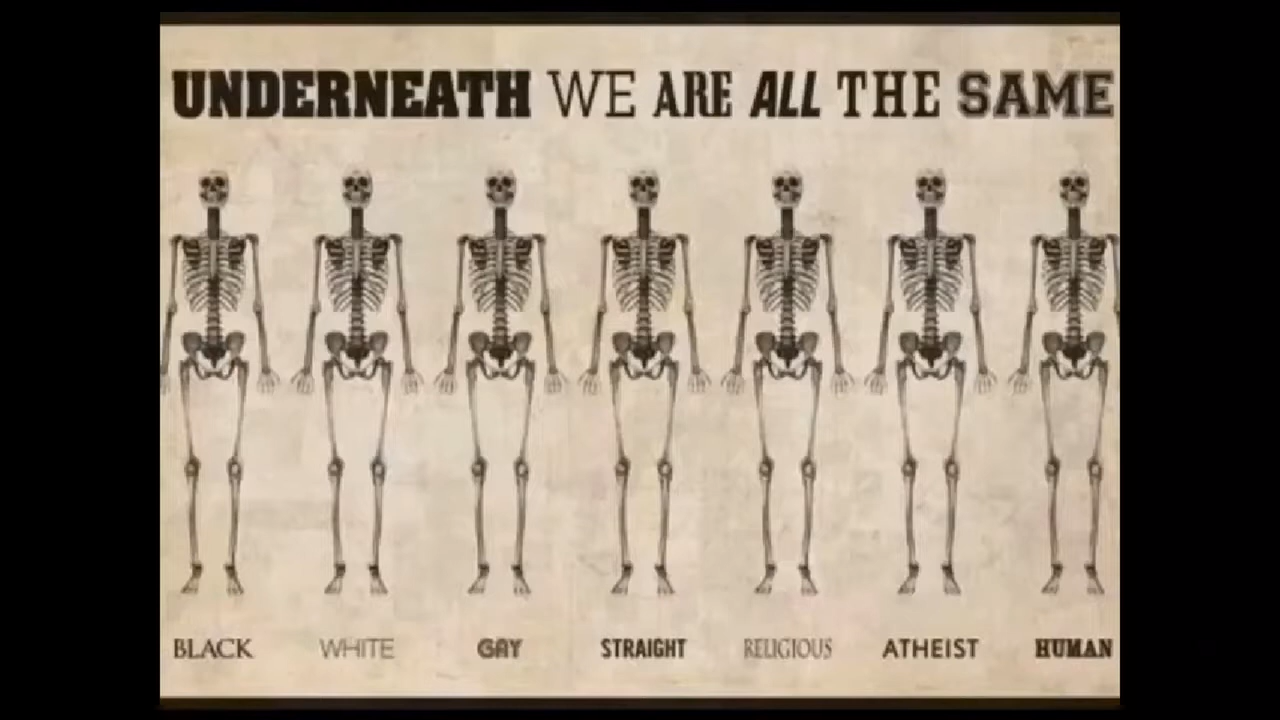 UNDERNEATH WE ARE ALL THE SAME
BLACK WHITE GAY STRAIGHT RELIGIOUS ATHEIST HUMAN